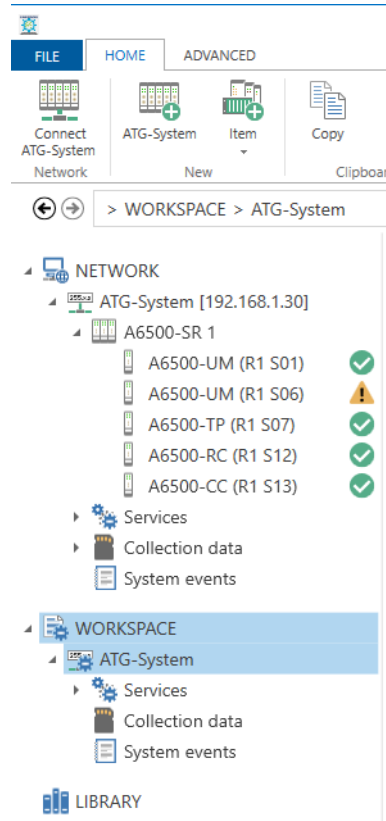 FILE HOME ADVANCED
Connect
ATG-System
ATG-System
Item
Copy
Network New Clipboar
> WORKSPACE > ATG-System
NETWORK
ATG-System [192.168.1.30]
A6500-SR 1
A6500-UM (R1 S01)
A6500-UM (R1 S06)
A6500-TP (R1 S07)
A6500-RC (R1 S12)
A6500-CC (R1 S13)
Services
Collection data
System events
WORKSPACE
ATG-System
Services
Collection data
System events
LIBRARY